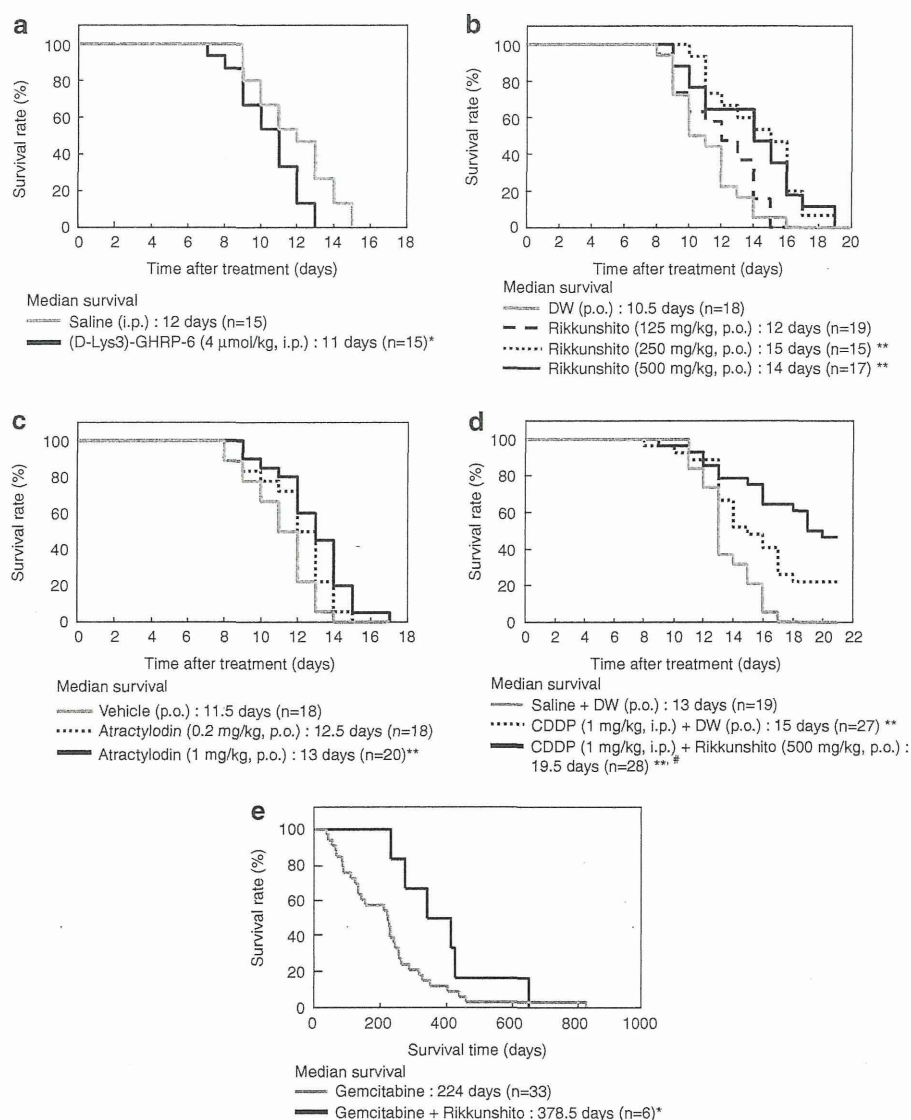 a
100
80
60
40
20
0
Survival rate (%)
0 2 4 6 8 10 12 14 16 18
Time after treatment (days)
Median survival
Saline (i.p.) : 12 days (n=15)
(D-Lys3)-GHRP-6 (4 μmol/kg, i.p.) : 11 days (n=15)*
b
100
80
60
40
20
0
Survival rate (%)
0 2 4 6 8 10 12 14 16 18 20
Time after treatment (days)
Median survival
DW (p.o.) : 10.5 days (n=18)
Rikkunshito (125 mg/kg, p.o.) : 12 days (n=19)
Rikkunshito (250 mg/kg, p.o.) : 15 days (n=15) **
Rikkunshito (500 mg/kg, p.o.) : 14 days (n=17) **
c
100
80
60
40
20
0
Survival rate (%)
0 2 4 6 8 10 12 14 16 18
Time after treatment (days)
Median survival
Vehicle (p.o.) : 11.5 days (n=18)
Atractylodin (0.2 mg/kg, p.o.) : 12.5 days (n=18)
Atractylodin (1 mg/kg, p.o.) : 13 days (n=20)**
d
100
80
60
40
20
0
Survival rate (%)
0 2 4 6 8 10 12 14 16 18 20 22
Time after treatment (days)
Median survival
Saline + DW (p.o.) : 13 days (n=19)
CDDP (1 mg/kg, i.p.) + DW (p.o.) : 15 days (n=27) **
CDDP (1 mg/kg, i.p.) + Rikkunshito (500 mg/kg, p.o.) :
19.5 days (n=28) **, #
e
100
80
60
40
20
0
Survival rate (%)
0 200 400 600 800 1000
Survival time (days)
Median survival
Gemcitabine : 224 days (n=33)
Gemcitabine + Rikkunshito : 378.5 days (n=6)*